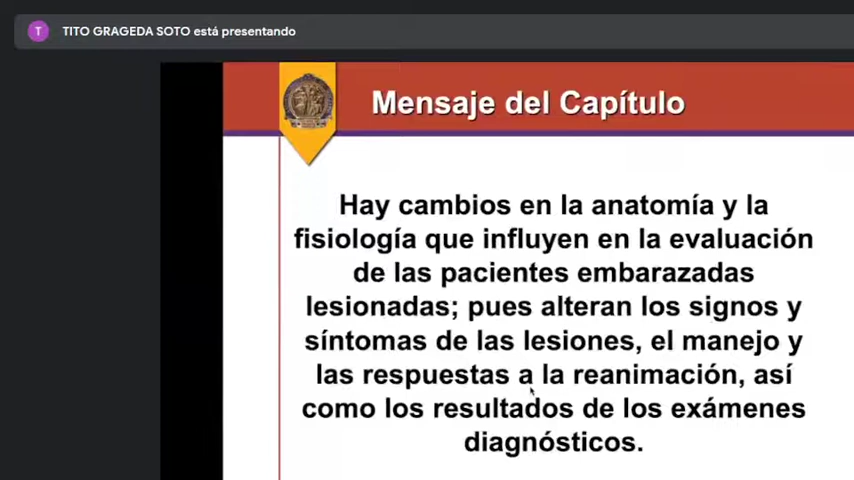 T TITO GRAGEDA SOTO está presentando
Mensaje del Capítulo
Hay cambios en la anatomía y la
fisiología que influyen en la evaluación
de las pacientes embarazadas
lesionadas; pues alteran los signos y
síntomas de las lesiones, el manejo y
las respuestas a la reanimación, así
como los resultados de los exámenes
diagnósticos.